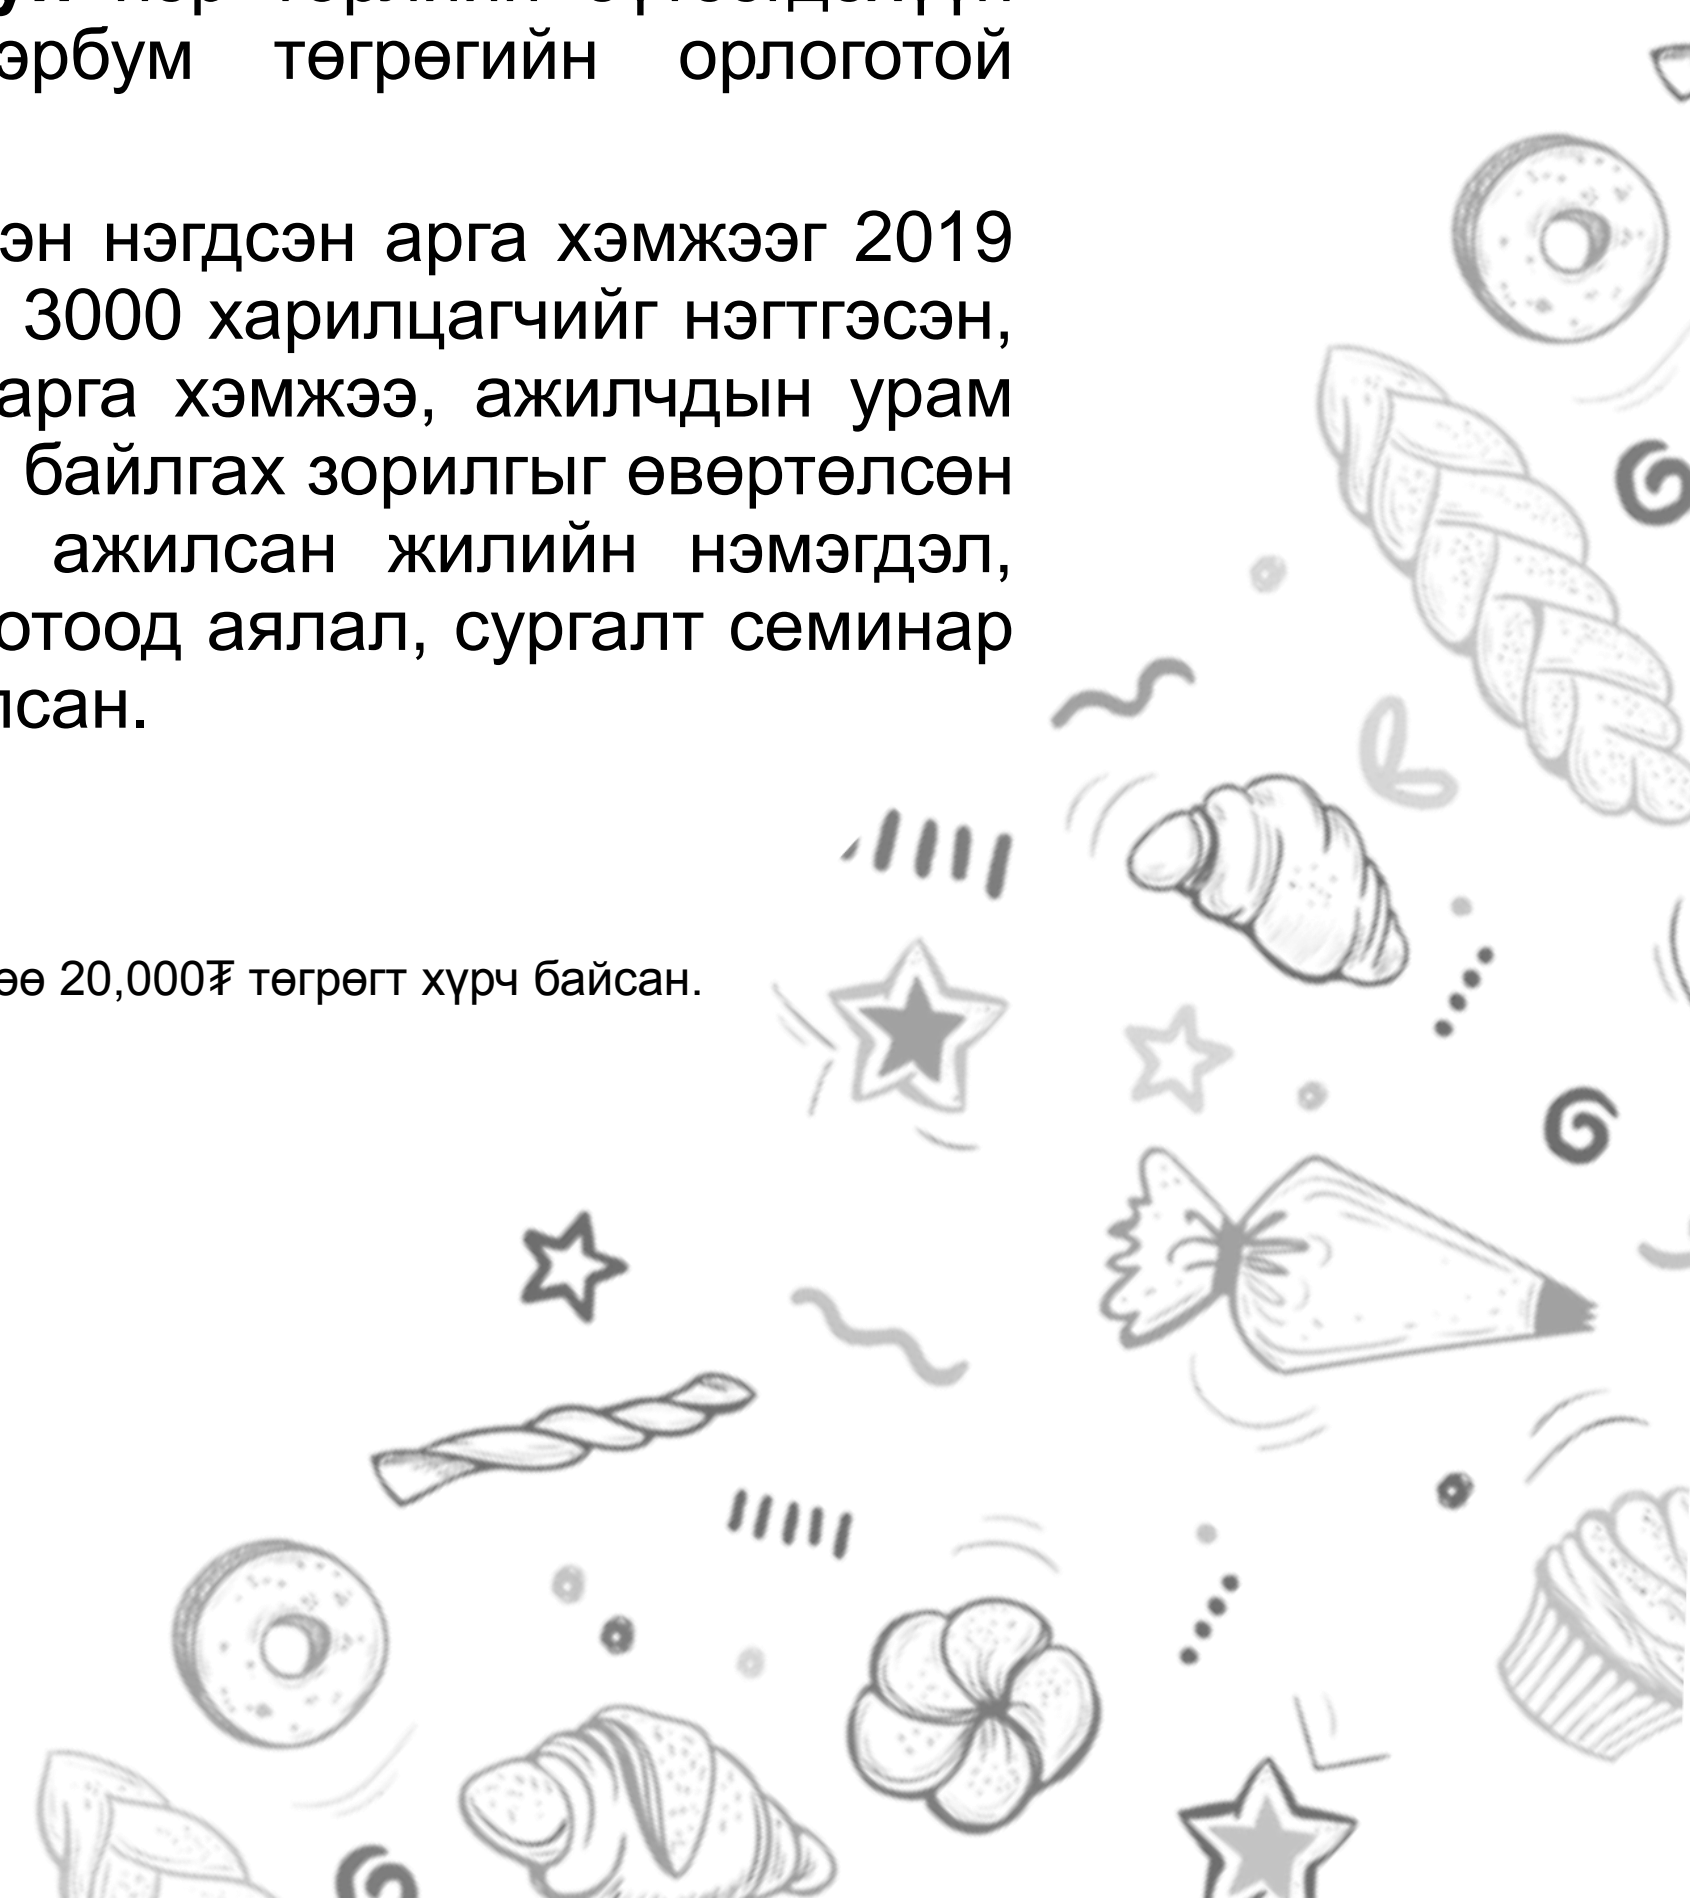 эрбум төгрөгийн орлоготой
эн нэгдсэн арга хэмжээг 2019
3000 харилцагчийг нэгтгэсэн,
арга хэмжээ, ажилчдын урам
байлгах зорилгыг өвөртөлсөн
ажилсан жилийн нэмэгдэл,
отоод аялал, сургалт семинар
лсан.
өө 20,000₮ төгрөгт хүрч байсан.